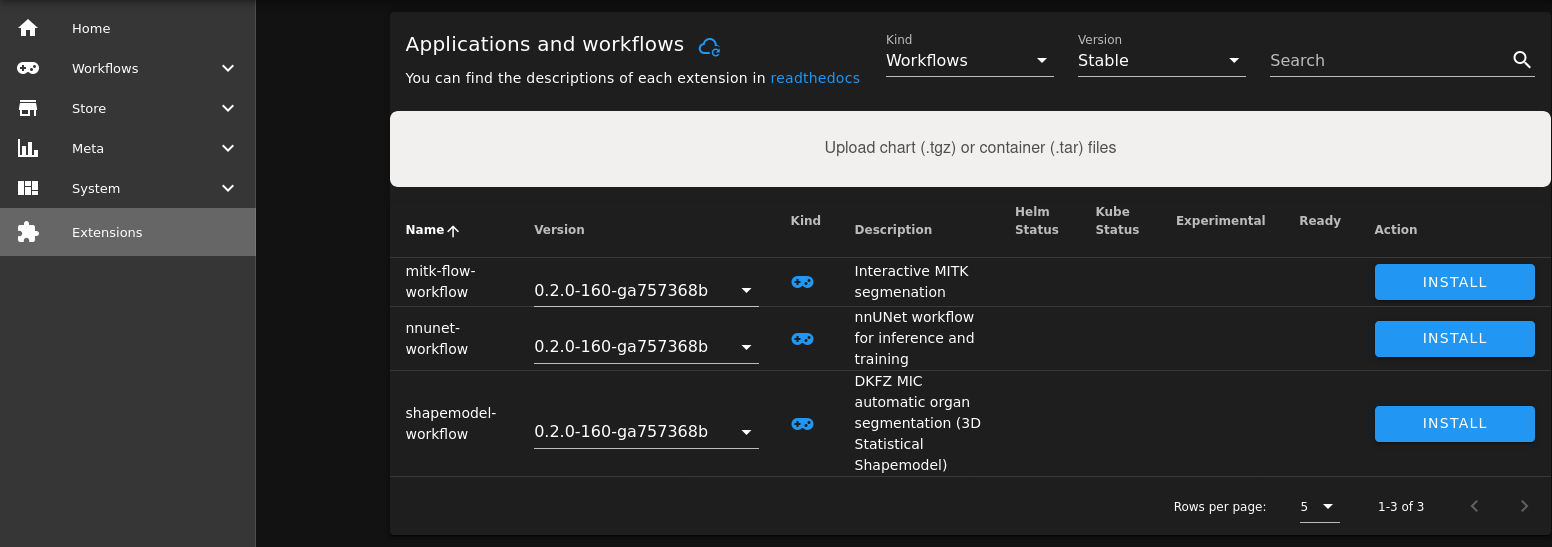 Home
Workflows
Store
Meta
System
Extensions
Applications and workflows
You can find the descriptions of each extension in readthedocs
Kind
Workflows
Version
Stable
Search
Upload chart (.tgz) or container (.tar) files
Name
Version
Kind
Description
Helm
Status
Kube
Status
Experimental
Ready
Action
mitk-flow-
workflow
0.2.0-160-ga757368b
Interactive MITK
segmenation
INSTALL
nnunet-
workflow
0.2.0-160-ga757368b
nnUNet workflow
for inference and
training
INSTALL
shapemodel-
workflow
0.2.0-160-ga757368b
DKFZ MIC
automatic organ
segmentation (3D
Statistical
Shapemodel)
INSTALL
Rows per page:
5
1-3 of 3